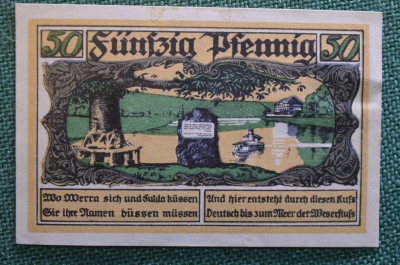 50 Fünfzig Pfennig 50
Wo Werra sich und Fulda küssen
Sie ihre Namen büssen müssen
Und hier entsteht durch diesen Kuss
Deutsch bis zum Meer der Weserfluss